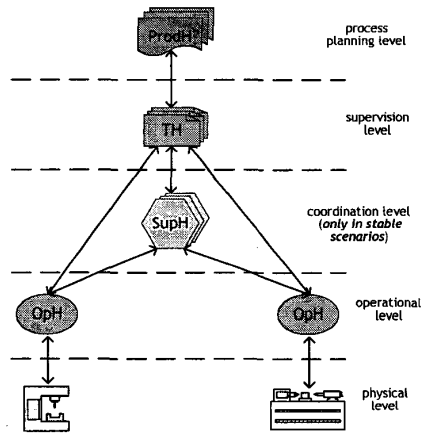 ProdH
process
planning level
TH
supervision
level
SupH
coordination level
(only in stable
scenarios)
OpH
OpH
operational
level
physical
level